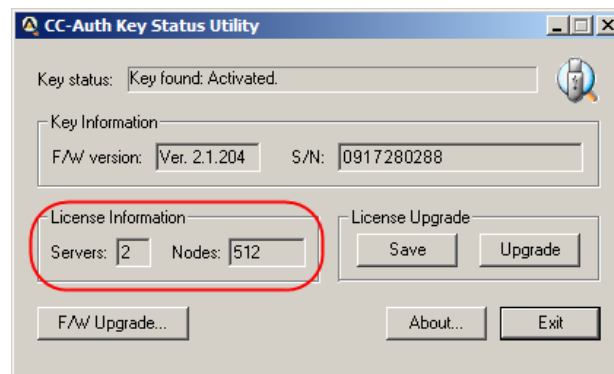 CC-Auth Key Status Utility
Key status: Key found: Activated.
Key Information
F/W version: Ver. 2.1.204 S/N: 0917280288
License Information License Upgrade
Servers: 2 Nodes: 512 Save Upgrade
F/W Upgrade... About... Exit